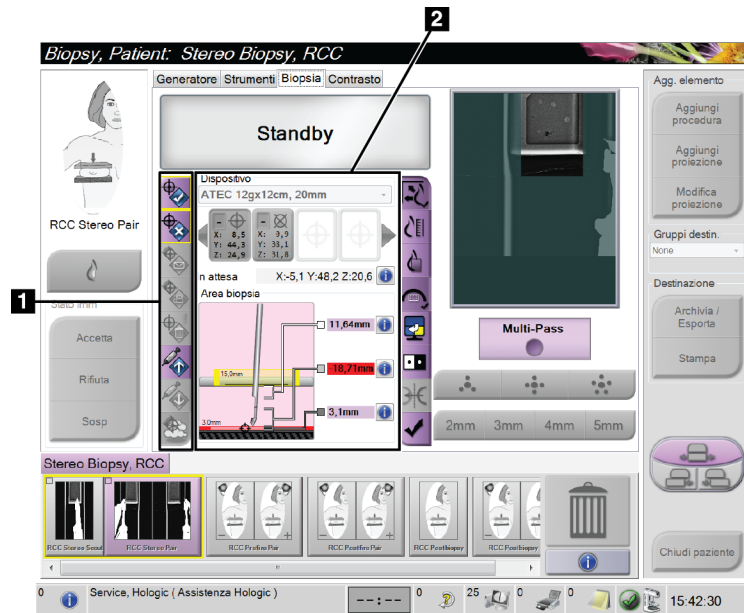 2
Biopsy, Patient: Stereo Biopsy, RCC
Generatore Strumenti Biopsia Contrasto
Agg. elemento
Standby
Aggiungi
procedura
Aggiungi
proiezione
Modifica
proiezione
RCC Stereo Pair
Dispositivo
ATEC 12gx12cm, 20mm
X: 8,5
Y: 44,3
Z: 24,9
X: 0,9
Y: 33,1
Z: 31,8
n attesa X:-5,1 Y:48,2 Z:20,6
Area biopsia
11,64mm
15,0mm
-18,71mm
3,1mm
3.0mm
1
Stato imm
Accetta
Rifiuta
Sosp
Multi-Pass
2mm 3mm 4mm 5mm
Gruppi destin.
None
Destinazione
Archivia /
Esporta
Stampa
Chiudi paziente
Stereo Biopsy, RCC
RCC Stereo Scout
RCC Stereo Pair
RCC Prefire Pair
RCC Postfire Pair
RCC Postbiopsy
RCC Postbiopsy
0 Service, Hologic ( Assistenza Hologic ) --:-- 0 25 0 0 15:42:30